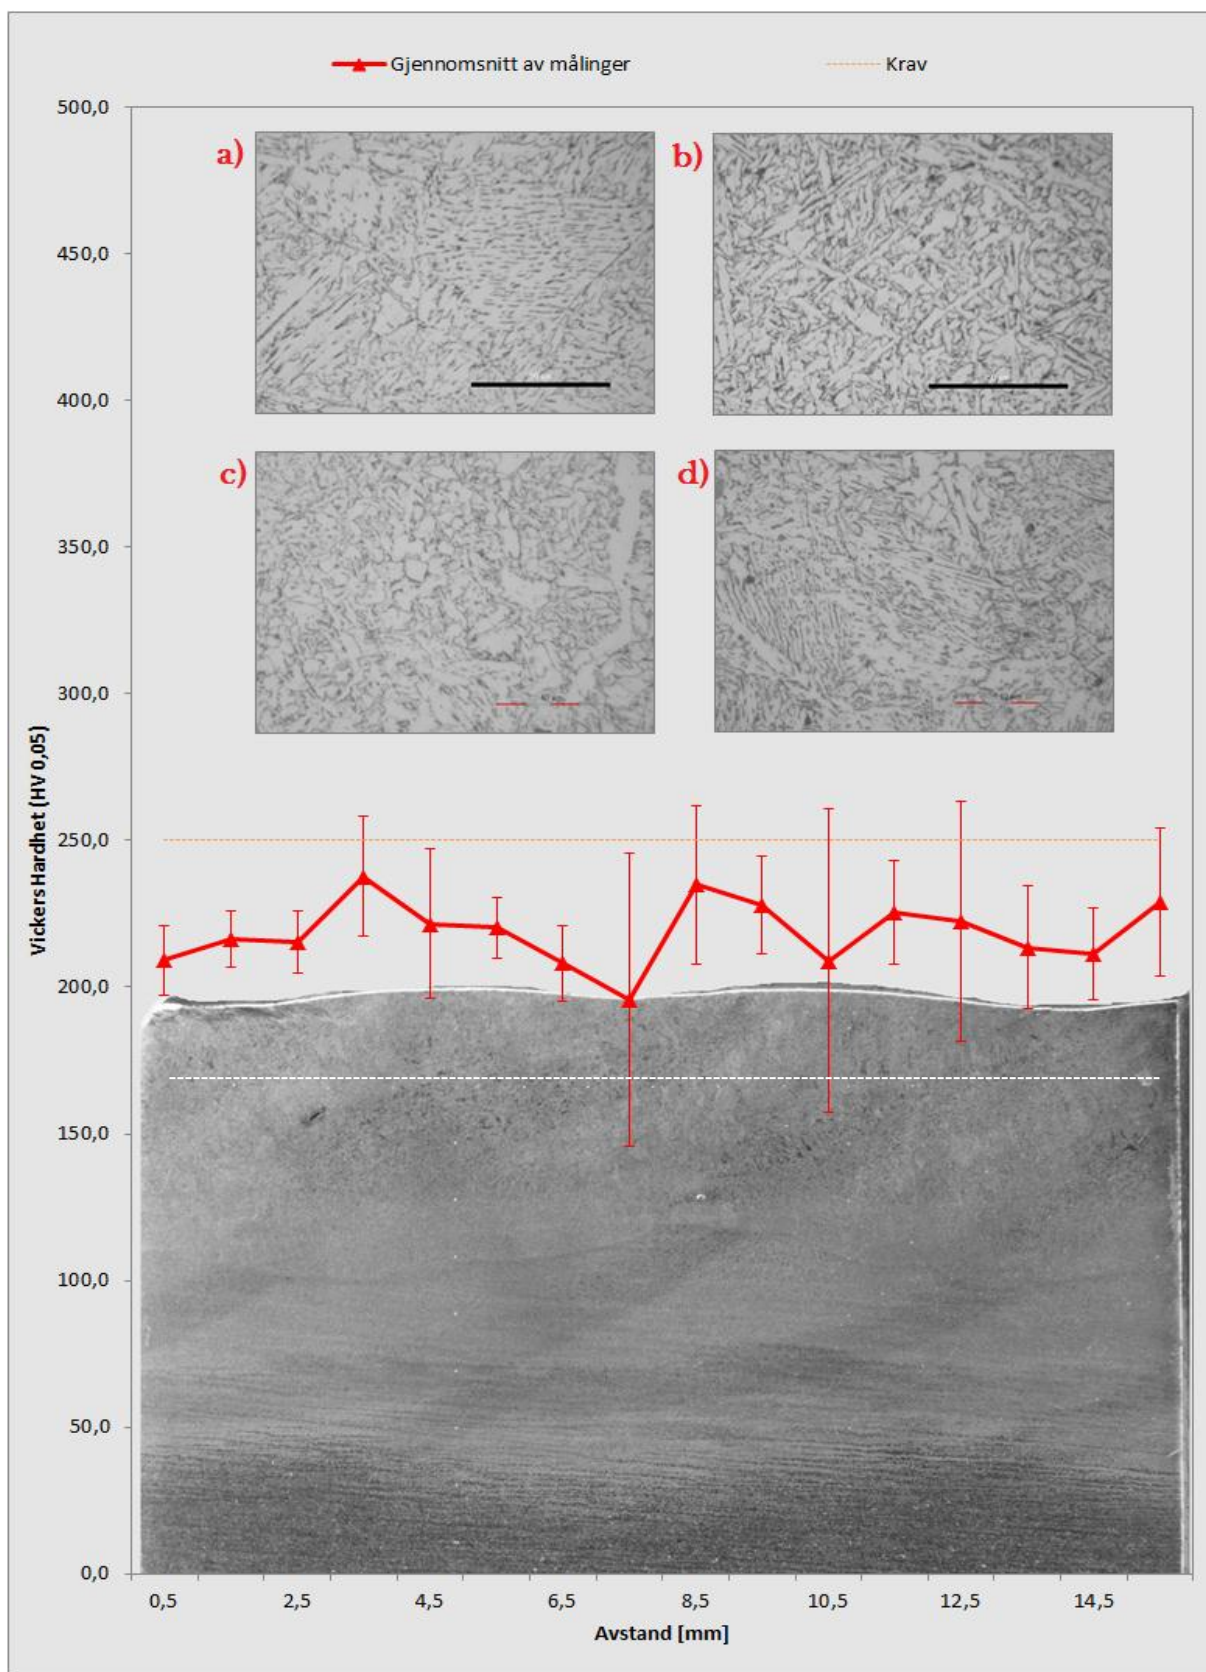 Gjennomsnitt av målinger Krav
500,0
450,0
400,0
350,0
300,0
250,0
200,0
150,0
100,0
50,0
0,0
a)
b)
c)
d)
Vickers Hardhet (HV 0,05)
0,5 2,5 4,5 6,5 8,5 10,5 12,5 14,5
Avstand [mm]